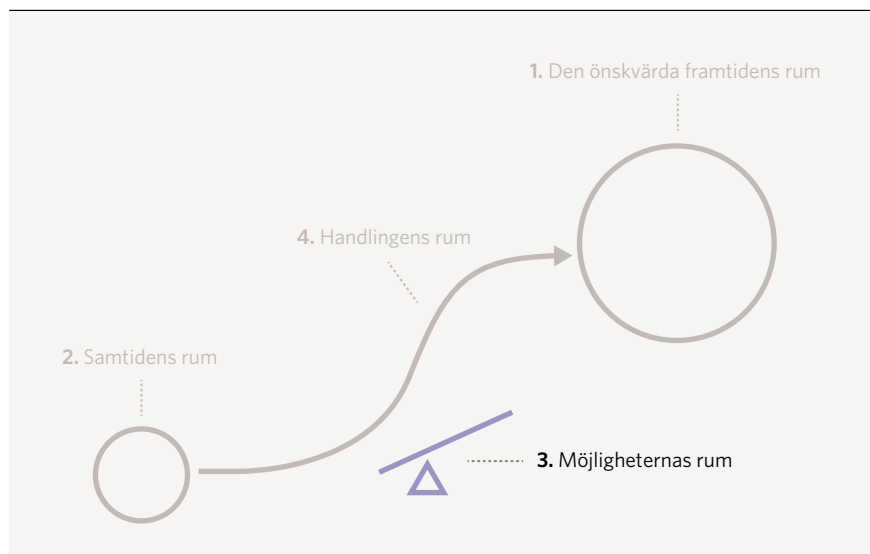 1. Den önskvärda framtidens rum
4. Handlingens rum
2. Samtidens rum
3. Möjligheternas rum